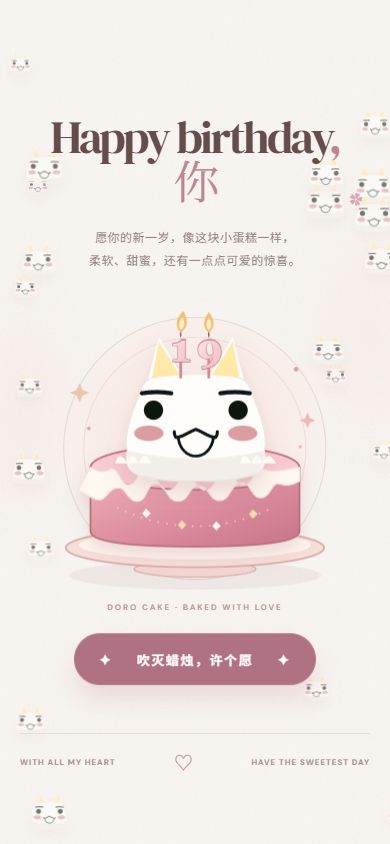 Happy birthday,
你
愿你的新一岁，像这块小蛋糕一样，
柔软、甜蜜，还有一点点可爱的惊喜。
19
DORO CAKE · BAKED WITH LOVE
吹灭蜡烛，许个愿
WITH ALL MY HEART
HAVE THE SWEETEST DAY